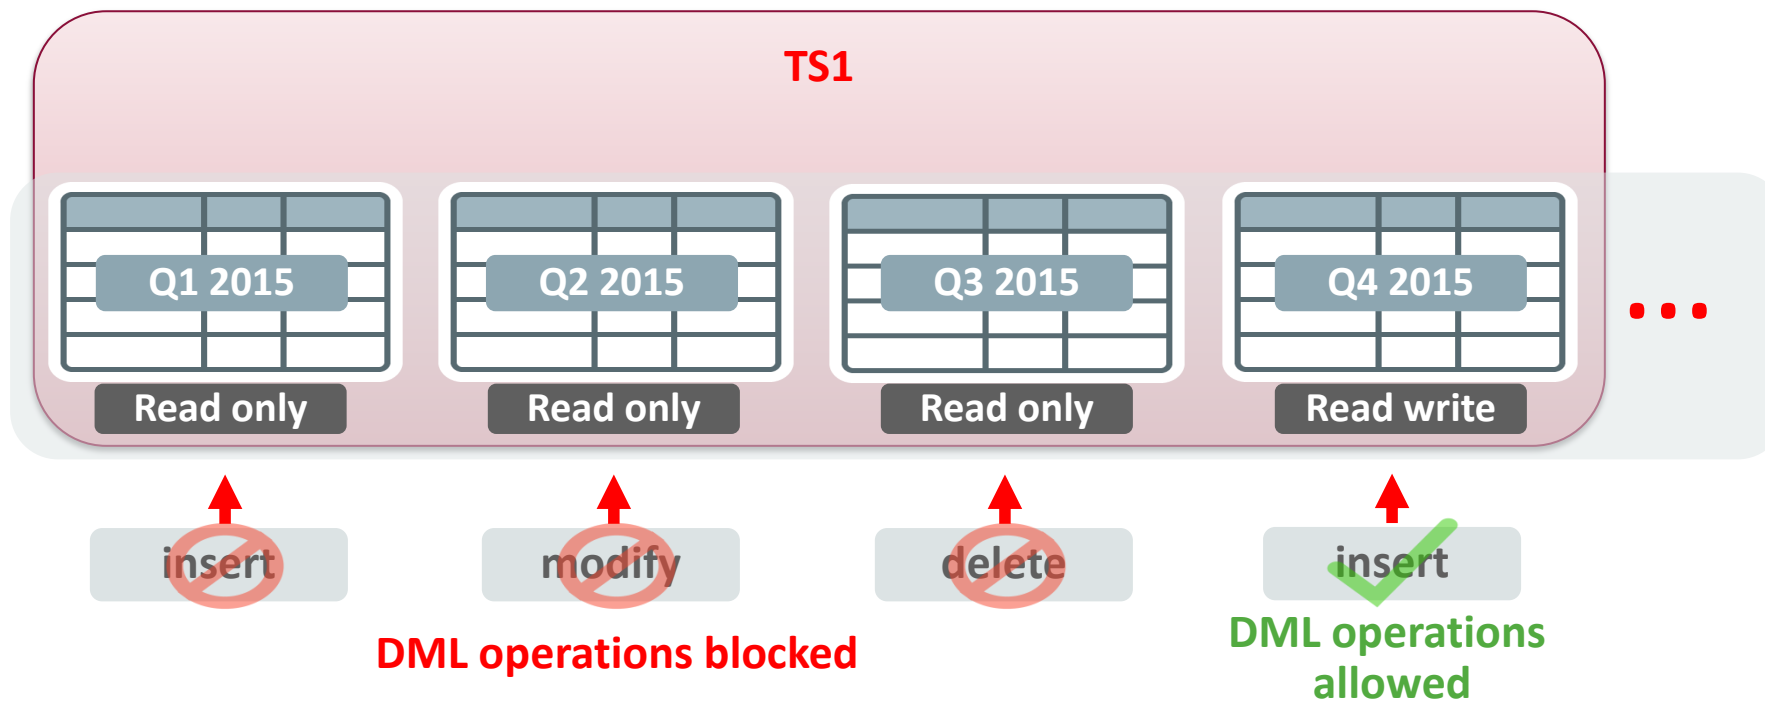 TS1
Q1 2015
Q2 2015
Q3 2015
Q4 2015
...
Read only
Read only
Read only
Read write
insert
modify
delete
insert
DML operations blocked
DML operations
allowed